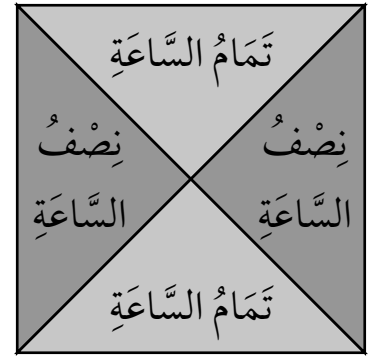 تَمَامُ السَّاعَةِ
نِصْفُ
السَّاعَةِ
نِصْفُ
السَّاعَةِ
تَمَامُ السَّاعَةِ